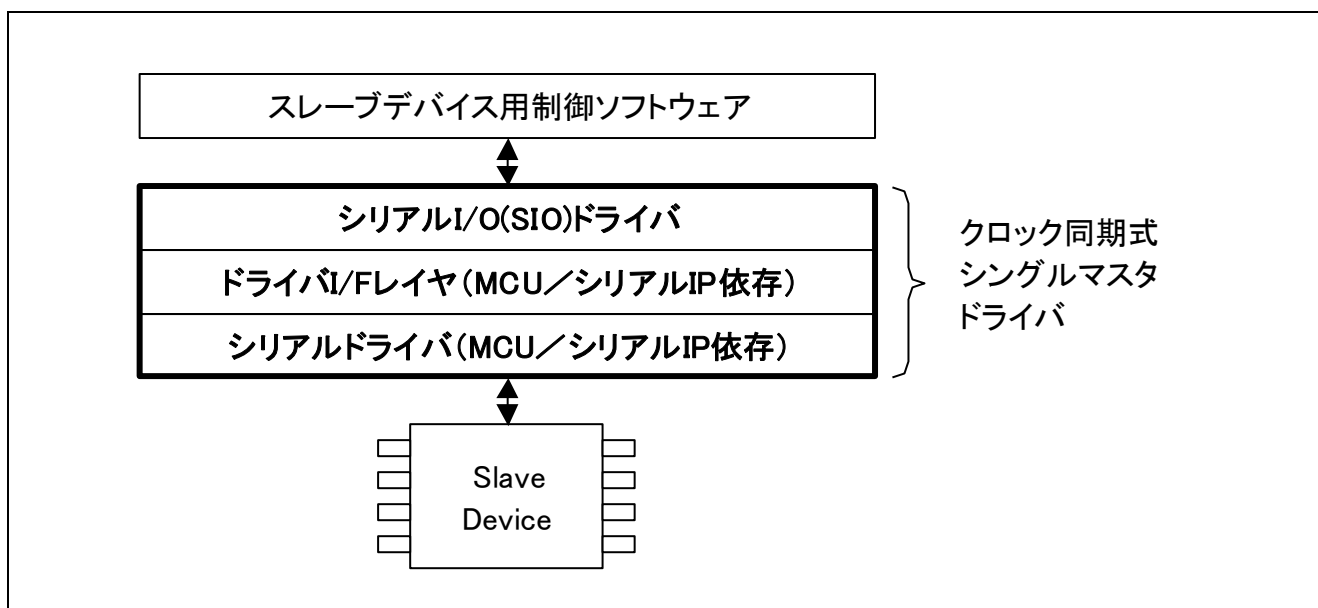 スレーブデバイス用制御ソフトウェア
シリアルI/O(SIO)ドライバ
ドライバI/Fレイヤ(MCU/シリアルIP依存)
シリアルドライバ(MCU/シリアルIP依存)
クロック同期式
シングルマスタ
ドライバ
Slave
Device